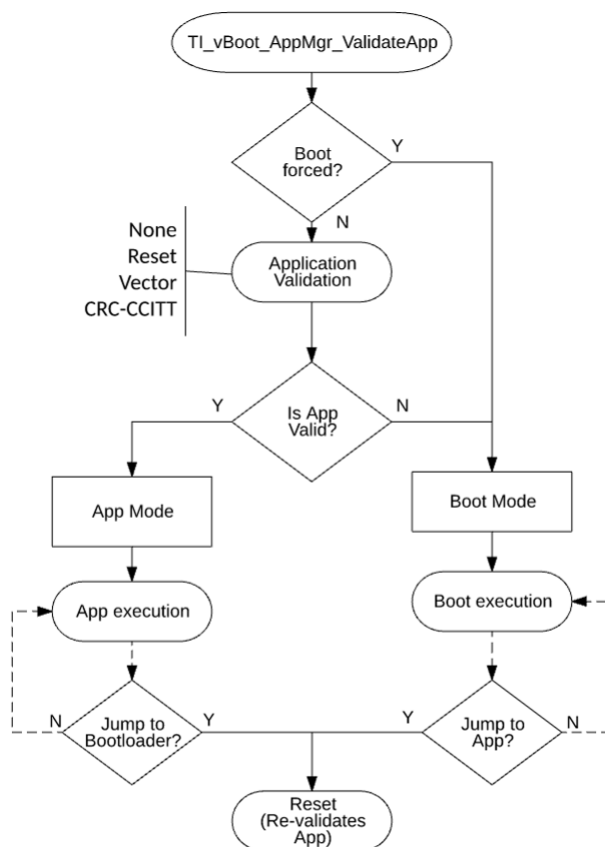 TI_vBoot_AppMgr_ValidateApp
Y
Boot
forced?
N
None
Reset
Vector
CRC-CCITT
Application
Validation
Y
Is App
Valid?
N
App Mode
Boot Mode
App execution
Boot execution
N
Jump to
Bootloader?
Y
Y
Jump to
App?
N
Reset
(Re-validates
App)